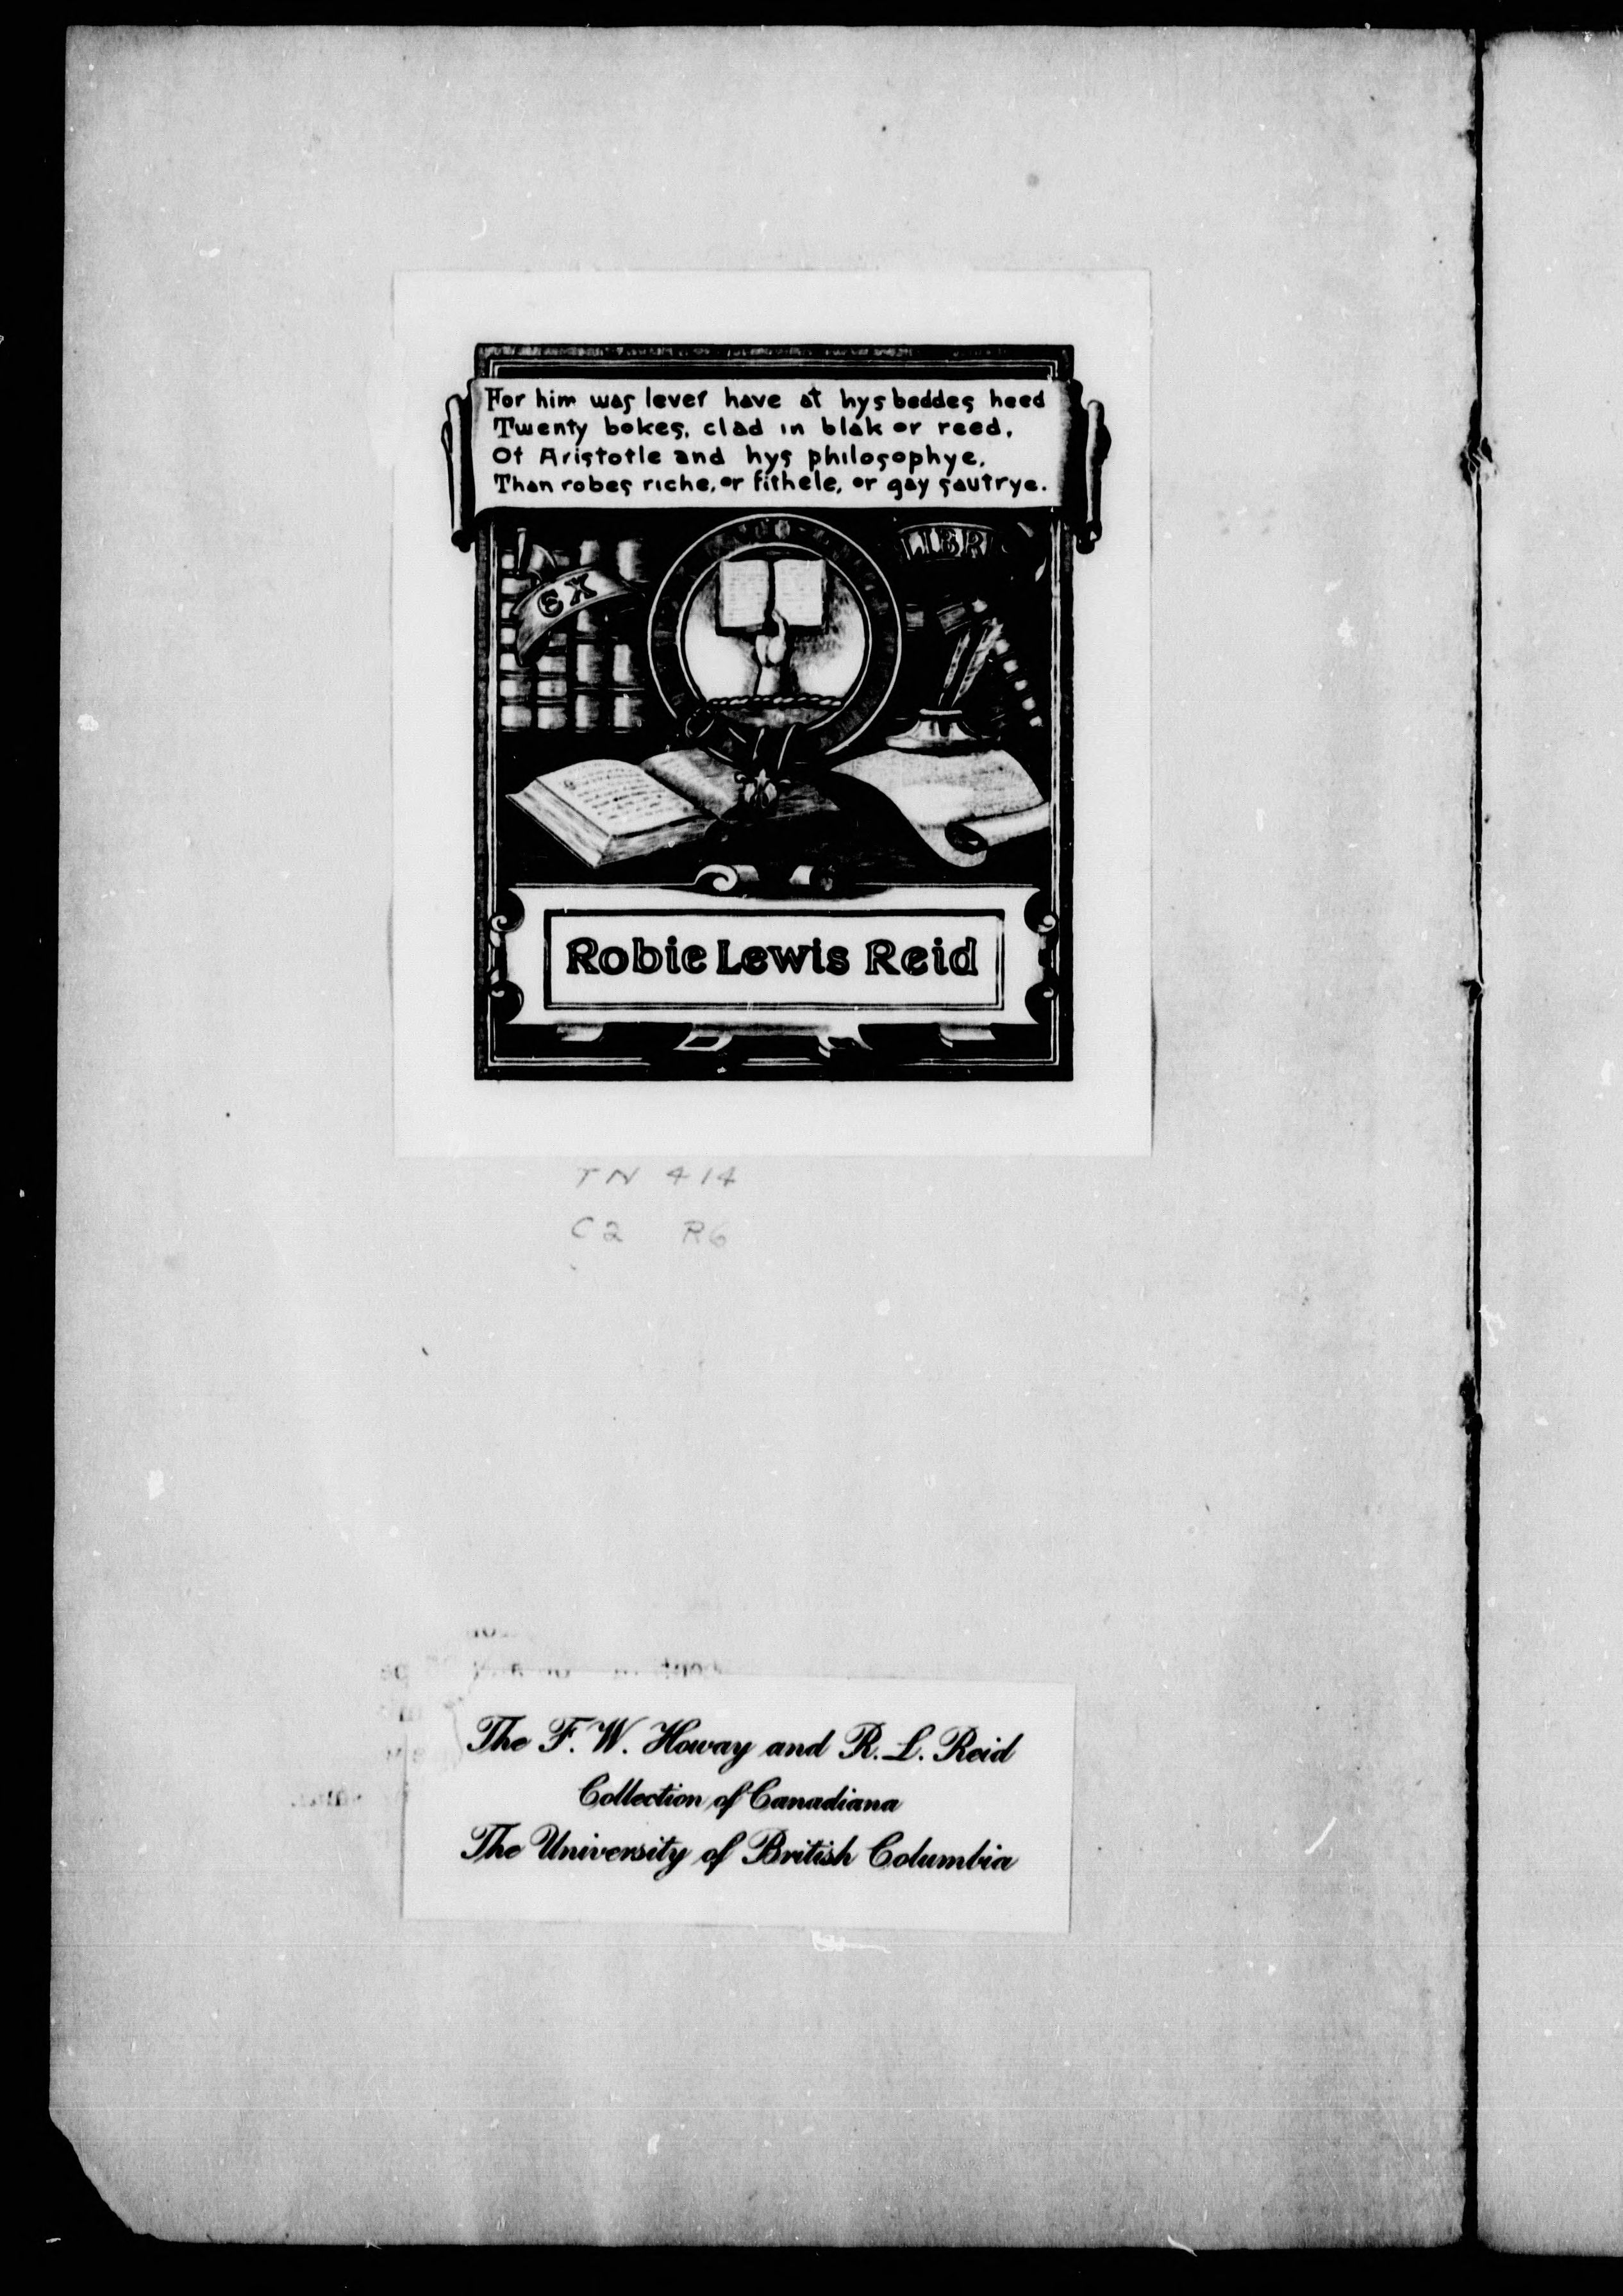 For him was lever have at hys beddes heed
Twenty bokes, clad in blak or reed,
Of Aristotle and hys philosophye,
Than robes riche, or fithele, or gay sautrye.
EX
LIBRI
Robie Lewis Reid
TN 414
C2 R6
The F. W. Howay and R. L. Reid
Collection of Canadiana
The University of British Columbia